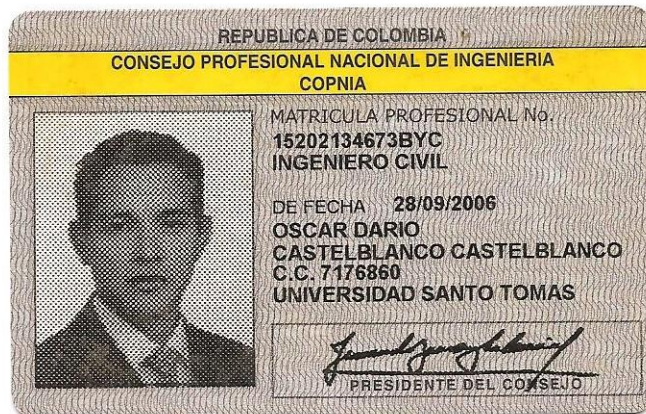 REPUBLICA DE COLOMBIA
CONSEJO PROFESIONAL NACIONAL DE INGENIERIA
COPNIA
MATRICULA PROFESIONAL No.
15202134673BYC
INGENIERO CIVIL
DE FECHA 28/09/2006
OSCAR DARIO
CASTELBLANCO CASTELBLANCO
C.C. 7176860
UNIVERSIDAD SANTO TOMAS
PRESIDENTE DEL CONSEJO